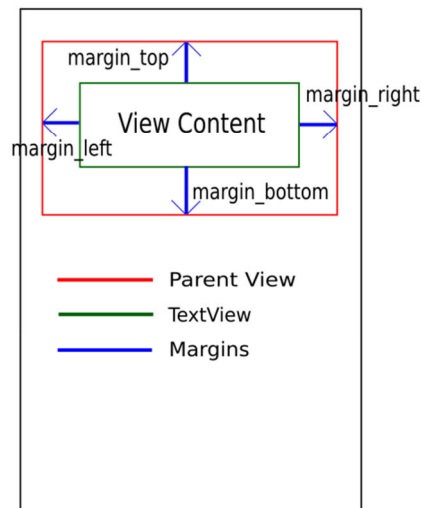 margin_top
margin_right
View Content
margin_left
margin_bottom
Parent View
TextView
Margins